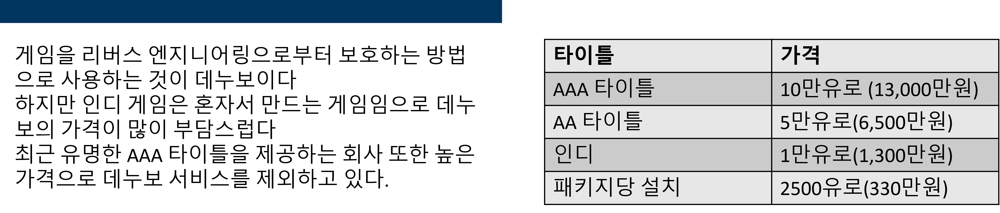 게임을 리버스 엔지니어링으로부터 보호하는 방법
으로 사용하는 것이 데누보이다
하지만 인디 게임은 혼자서 만드는 게임임으로 데누
보의 가격이 많이 부담스럽다
최근 유명한 AAA 타이틀을 제공하는 회사 또한 높은
가격으로 데누보 서비스를 제외하고 있다.
타이틀 가격
AAA 타이틀 10만유로 (13,000만원)
AA 타이틀 5만유로(6,500만원)
인디 1만유로(1,300만원)
패키지당 설치 2500유로(330만원)